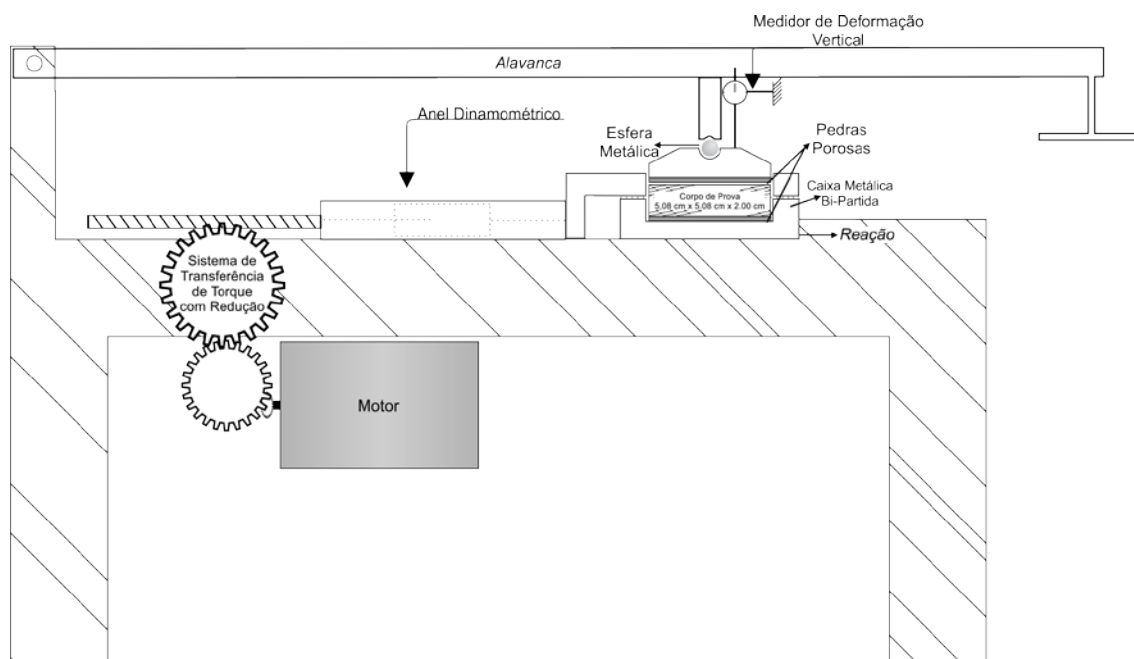 Medidor de Deformação
Vertical
Alavanca
Anel Dinamométrico
Esfera
Metálica
Pedras
Porosas
Corpo de Prova
5.08 cm x 5.08 cm x 2.00 cm
Caixa Metálica
Bi-Partida
Reação
Sistema de
Transferência
de Torque
com Redução
Motor